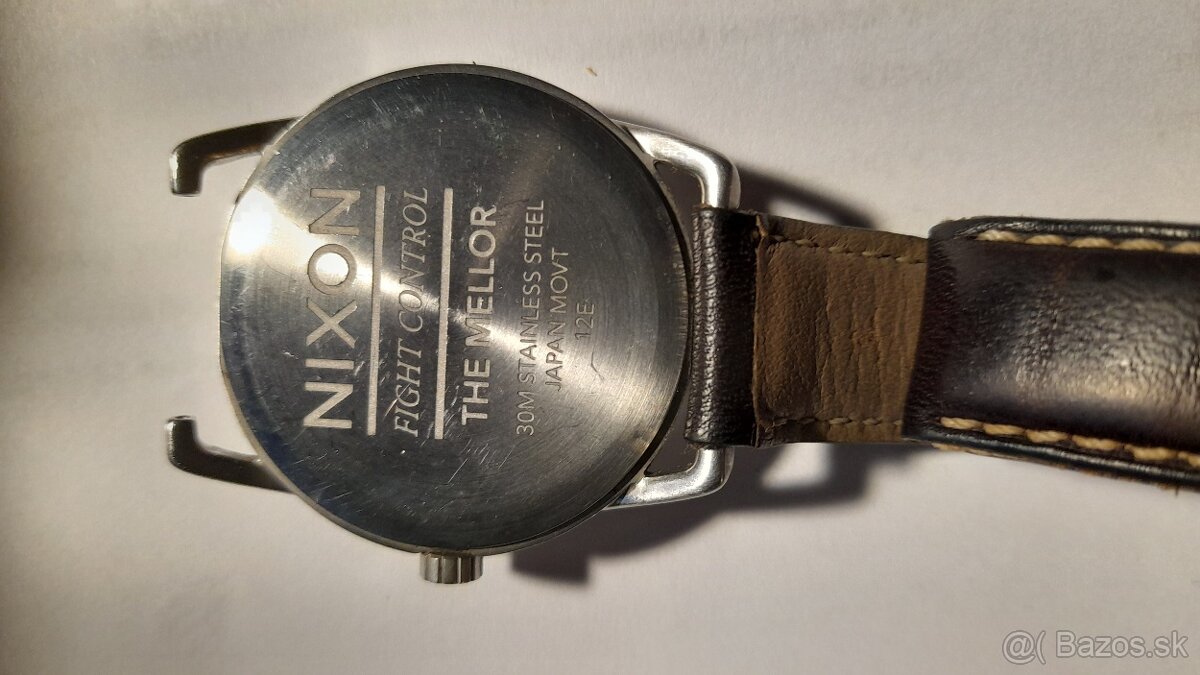 NIXON
FIGHT CONTROL
THE MELLOR
30M STAINLESS STEEL
JAPAN MOVT
12E
@( Bazos.sk